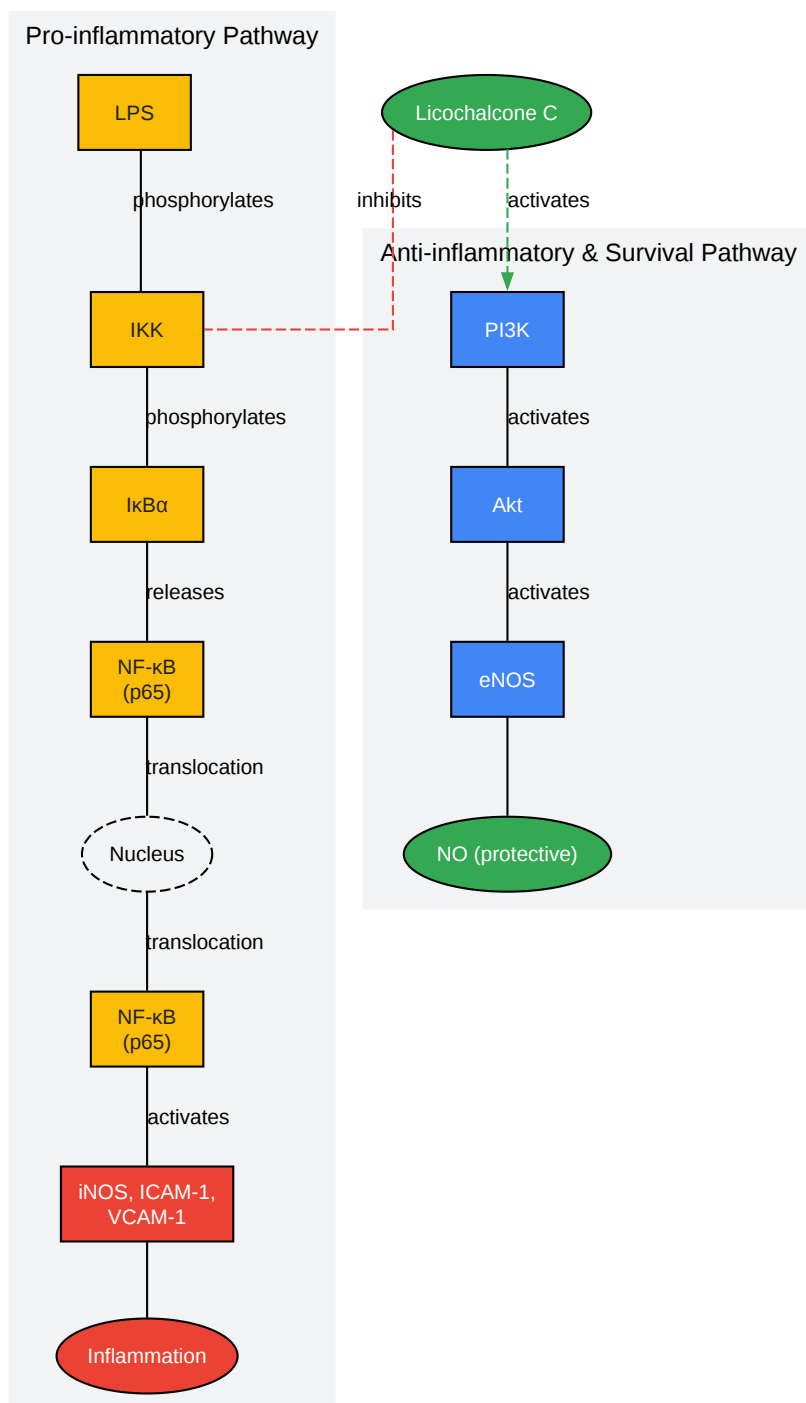 Pro-inflammatory Pathway
LPS
Licochalcone C
phosphorylates
inhibits
activates
Anti-inflammatory & Survival Pathway
IKK
PI3K
phosphorylates
activates
IκBα
Akt
releases
activates
NF-κB
(p65)
eNOS
translocation
Nucleus
NO (protective)
translocation
NF-κB
(p65)
activates
iNOS, ICAM-1,
VCAM-1
Inflammation